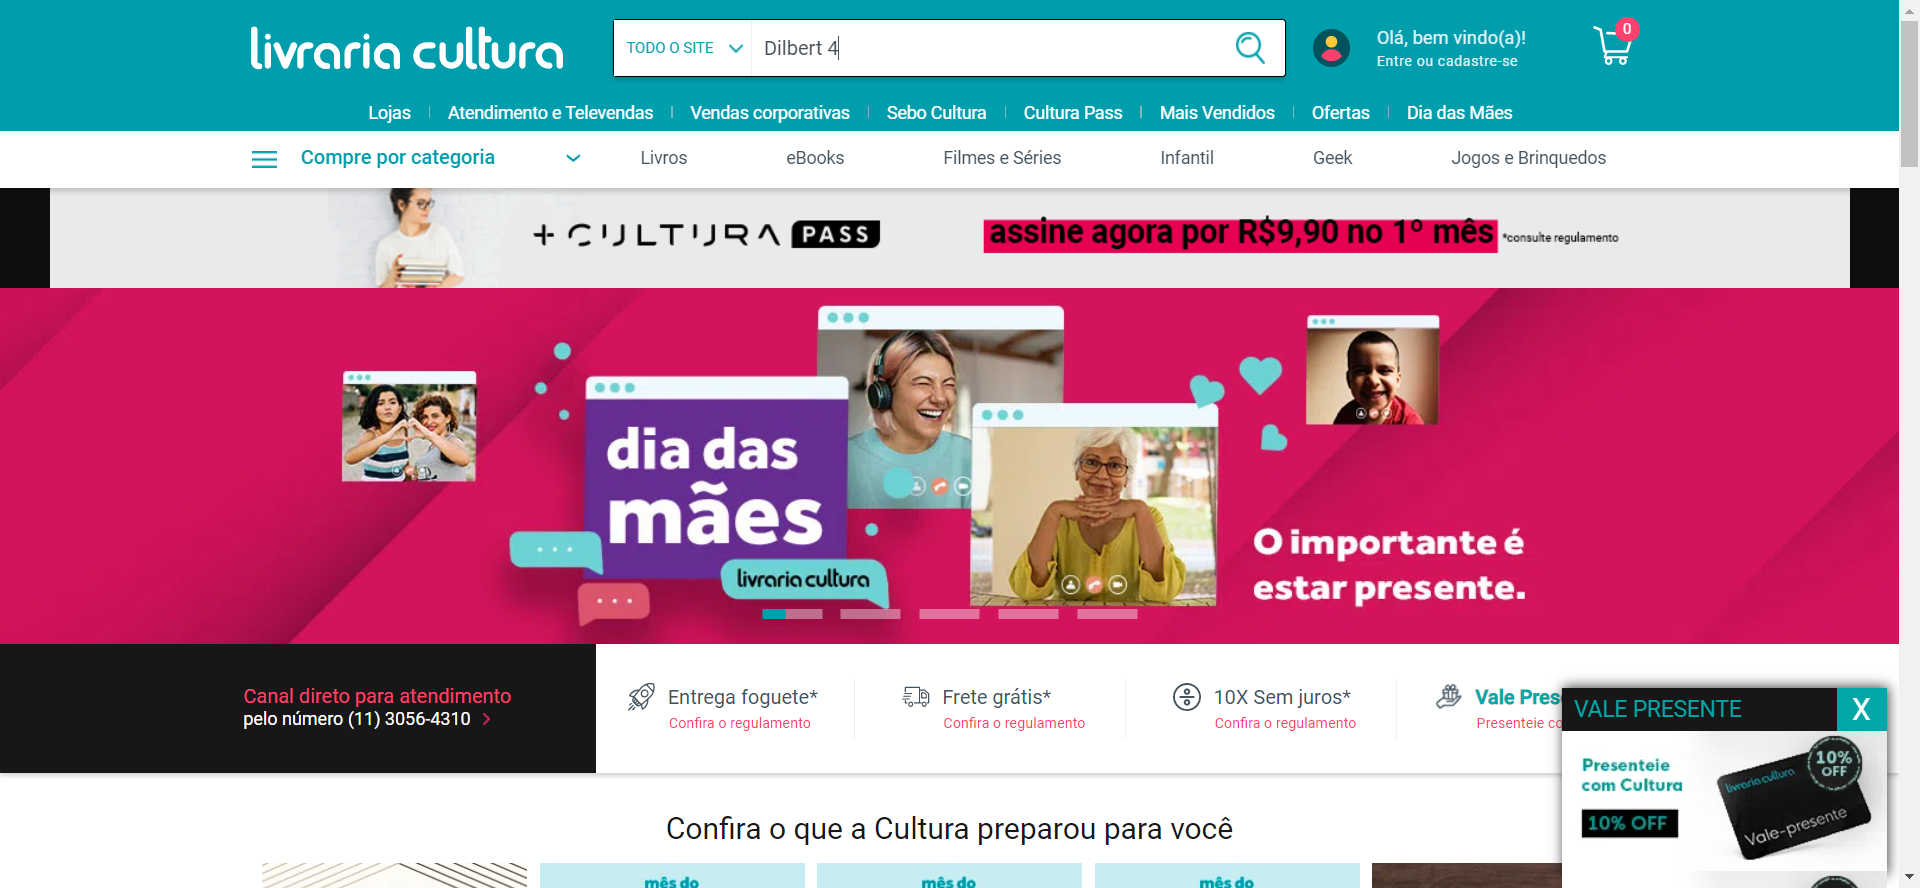 livraria cultura
TODO O SITE
Dilbert 4
Olá, bem vindo(a)!
Entre ou cadastre-se
0
Lojas
Atendimento e Televendas
Vendas corporativas
Sebo Cultura
Cultura Pass
Mais Vendidos
Ofertas
Dia das Mães
Compre por categoria
Livros
eBooks
Filmes e Séries
Infantil
Geek
Jogos e Brinquedos
+CULTURA PASS
assine agora por R$9,90 no 1º mês *consulte regulamento
dia das
mães
livraria cultura
O importante é
estar presente.
Canal direto para atendimento
pelo número (11) 3056-4310
Entrega foguete*
Confira o regulamento
Frete grátis*
Confira o regulamento
10X Sem juros*
Confira o regulamento
Vale Pres
Presenteie co
VALE PRESENTE
X
Presenteie
com Cultura
10% OFF
livraria cultura
10%
OFF
Vale-presente
10%
Confira o que a Cultura preparou para você
mês do
mês do
mês do